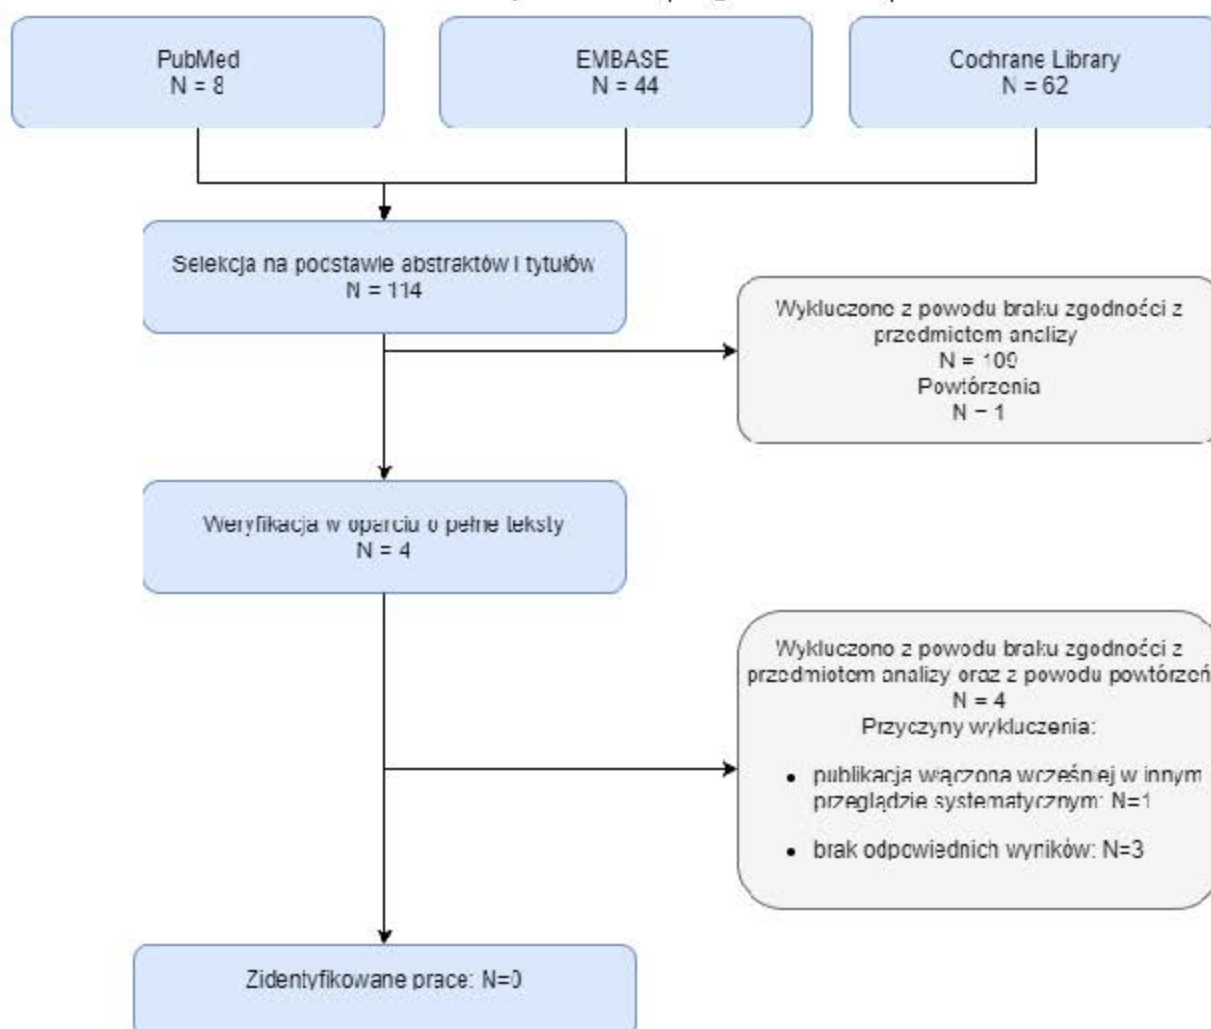 PubMed
N = 8
EMBASE
N = 44
Cochrane Library
N = 62
Selekcja na podstawie abstraktów i tytułów
N = 114
Wykluczono z powodu braku zgodności z
przedmiotem analizy
N = 109
Powtórzenia
N = 1
Weryfikacja w oparciu o pełne teksty
N = 4
Wykluczono z powodu braku zgodności z
przedmiotem analizy oraz z powodu powtórzeń
N = 4
Przyczyny wykluczenia:
• publikacja włączona wcześniej w innym
przeglądzie systematycznym: N=1
• brak odpowiednich wyników: N=3
Zidentyfikowane prace: N=0